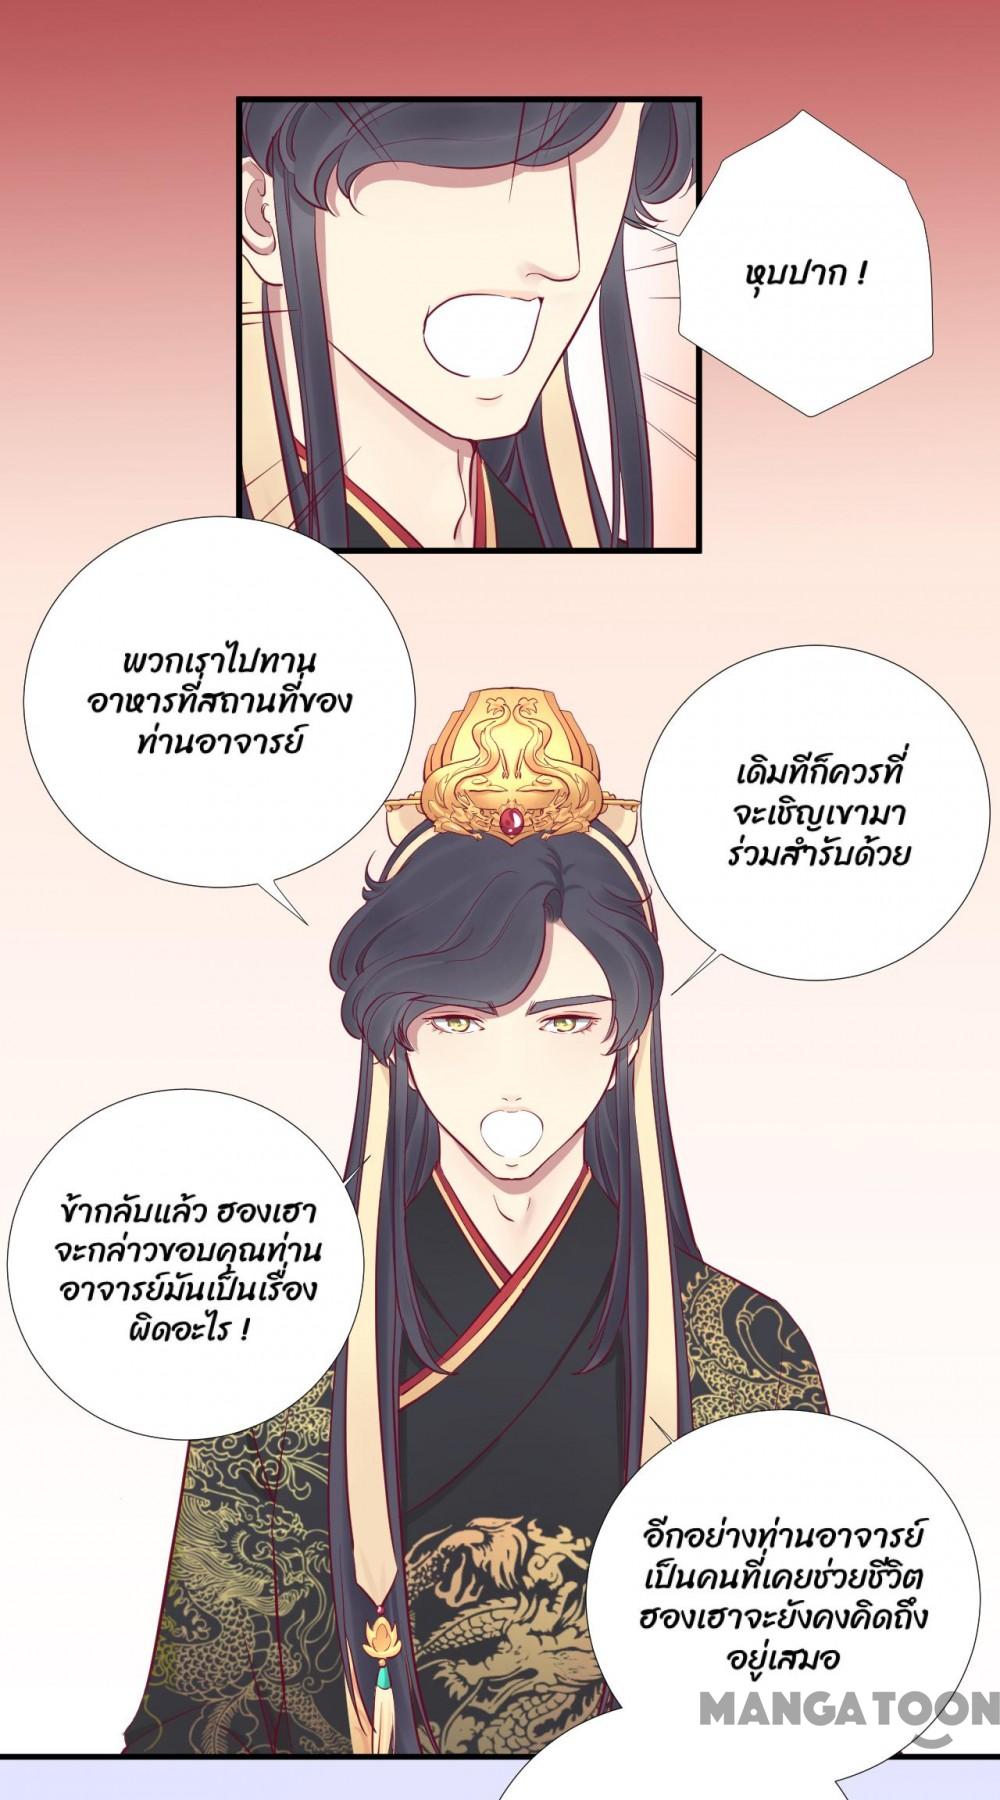 หุบปาก !
พวกเราไปทาน
อาหารที่สถานที่ของ
ท่านอาจารย์
เดิมทีก็ควรที่
จะเชิญเขามา
ร่วมสำรับด้วย
ข้ากลับแล้ว ฮองเฮา
จะกล่าวขอบคุณท่าน
อาจารย์มันเป็นเรื่อง
ผิดอะไร !
อีกอย่างท่านอาจารย์
เป็นคนที่เคยช่วยชีวิต
ฮองเฮาจะยังคงคิดถึง
อยู่เสมอ
MANGATOON